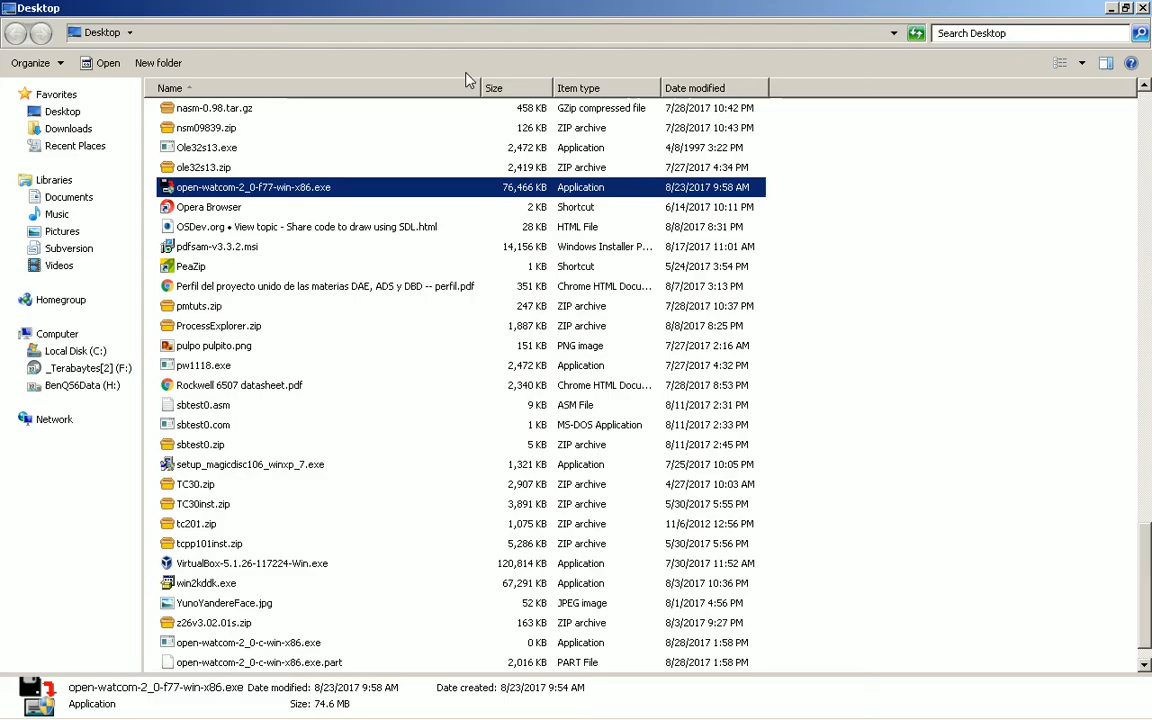 Desktop
Desktop
Search Desktop
Organize Open New folder
Name Size Item type Date modified
Favorites
Desktop
Downloads
Recent Places
Libraries
Documents
Music
Pictures
Subversion
Videos
Homegroup
Computer
Local Disk (C:)
_Terabytes[2] (F:)
BenQS6Data (H:)
Network
nasm-0.98.tar.gz 458 KB GZip compressed file 7/28/2017 10:42 PM
nsm09839.zip 126 KB ZIP archive 7/28/2017 10:43 PM
Ole32s13.exe 2,472 KB Application 4/8/1997 3:22 PM
ole32s13.zip 2,419 KB ZIP archive 7/27/2017 4:34 PM
open-watcom-2_0-f77-win-x86.exe 76,466 KB Application 8/23/2017 9:58 AM
Opera Browser 2 KB Shortcut 6/14/2017 10:11 PM
OSDev.org • View topic - Share code to draw using SDL.html 28 KB HTML File 8/8/2017 8:31 PM
pdfsam-v3.3.2.msi 14,156 KB Windows Installer P... 8/17/2017 11:01 AM
PeaZip 1 KB Shortcut 5/24/2017 3:54 PM
Perfil del proyecto unido de las materias DAE, ADS y DBD -- perfil.pdf 351 KB Chrome HTML Docu... 8/7/2017 3:13 PM
pmtuts.zip 247 KB ZIP archive 7/28/2017 10:37 PM
ProcessExplorer.zip 1,887 KB ZIP archive 8/8/2017 8:25 PM
pulpo pulpito.png 151 KB PNG image 7/27/2017 2:16 AM
pw1118.exe 2,472 KB Application 7/27/2017 4:32 PM
Rockwell 6507 datasheet.pdf 2,340 KB Chrome HTML Docu... 7/28/2017 8:53 PM
sbtest0.asm 9 KB ASM File 8/11/2017 2:31 PM
sbtest0.com 1 KB MS-DOS Application 8/11/2017 2:33 PM
sbtest0.zip 5 KB ZIP archive 8/11/2017 2:45 PM
setup_magicdisc106_winxp_7.exe 1,321 KB Application 7/25/2017 10:05 PM
TC30.zip 2,907 KB ZIP archive 4/27/2017 10:03 AM
TC30inst.zip 3,891 KB ZIP archive 5/30/2017 5:55 PM
tc201.zip 1,075 KB ZIP archive 11/6/2012 12:56 PM
tcpp101inst.zip 5,286 KB ZIP archive 5/30/2017 5:56 PM
VirtualBox-5.1.26-117224-Win.exe 120,814 KB Application 7/30/2017 11:52 AM
win2kddk.exe 67,291 KB Application 8/3/2017 10:36 PM
YunoYandereFace.jpg 52 KB JPEG image 8/1/2017 4:56 PM
z26v3.02.01s.zip 163 KB ZIP archive 8/3/2017 9:27 PM
open-watcom-2_0-c-win-x86.exe 0 KB Application 8/28/2017 1:58 PM
open-watcom-2_0-c-win-x86.exe.part 2,016 KB PART File 8/28/2017 1:58 PM
open-watcom-2_0-f77-win-x86.exe Date modified: 8/23/2017 9:58 AM Date created: 8/23/2017 9:54 AM
Application Size: 74.6 MB